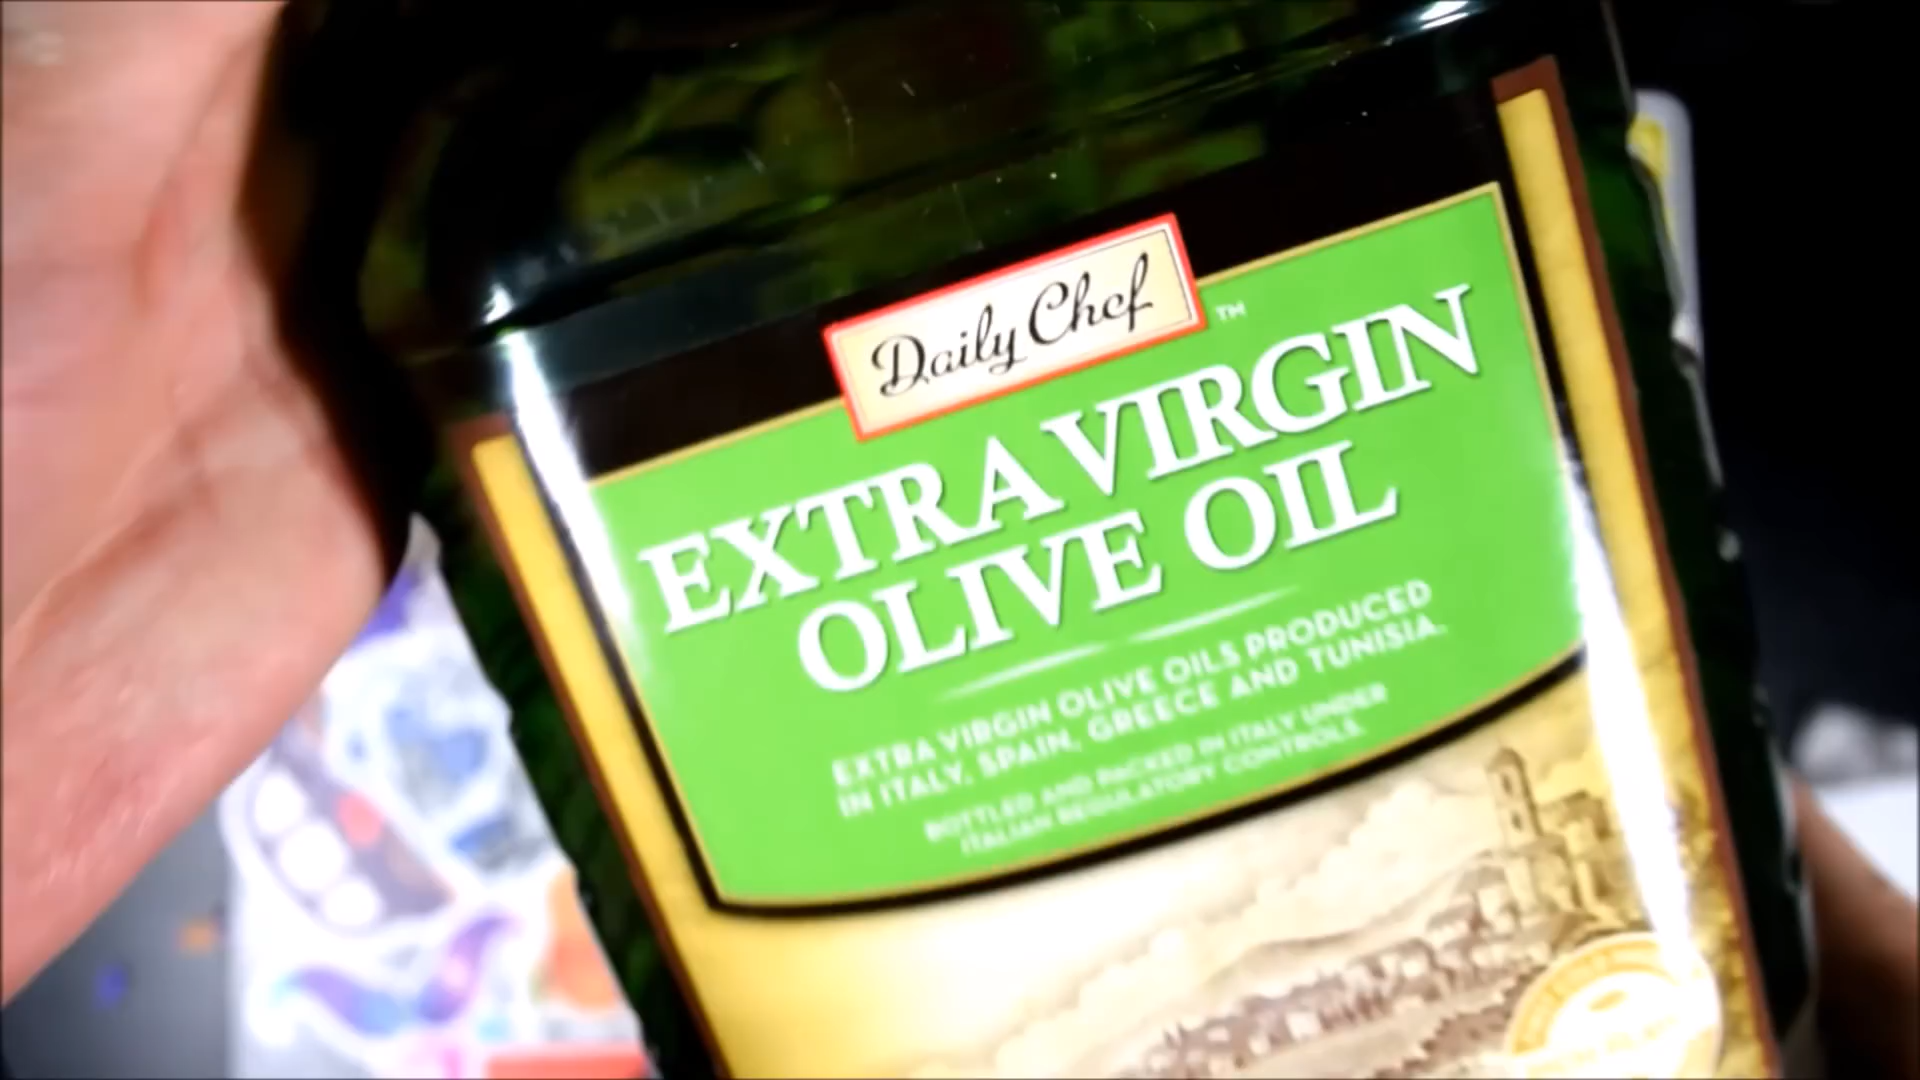 Daily Chef
TM
EXTRA VIRGIN
OLIVE OIL
EXTRA VIRGIN OLIVE OILS PRODUCED
IN ITALY, SPAIN, GREECE AND TUNISIA.
BOTTLED AND PACKED IN ITALY UNDER
ITALIAN REGULATORY CONTROLS.